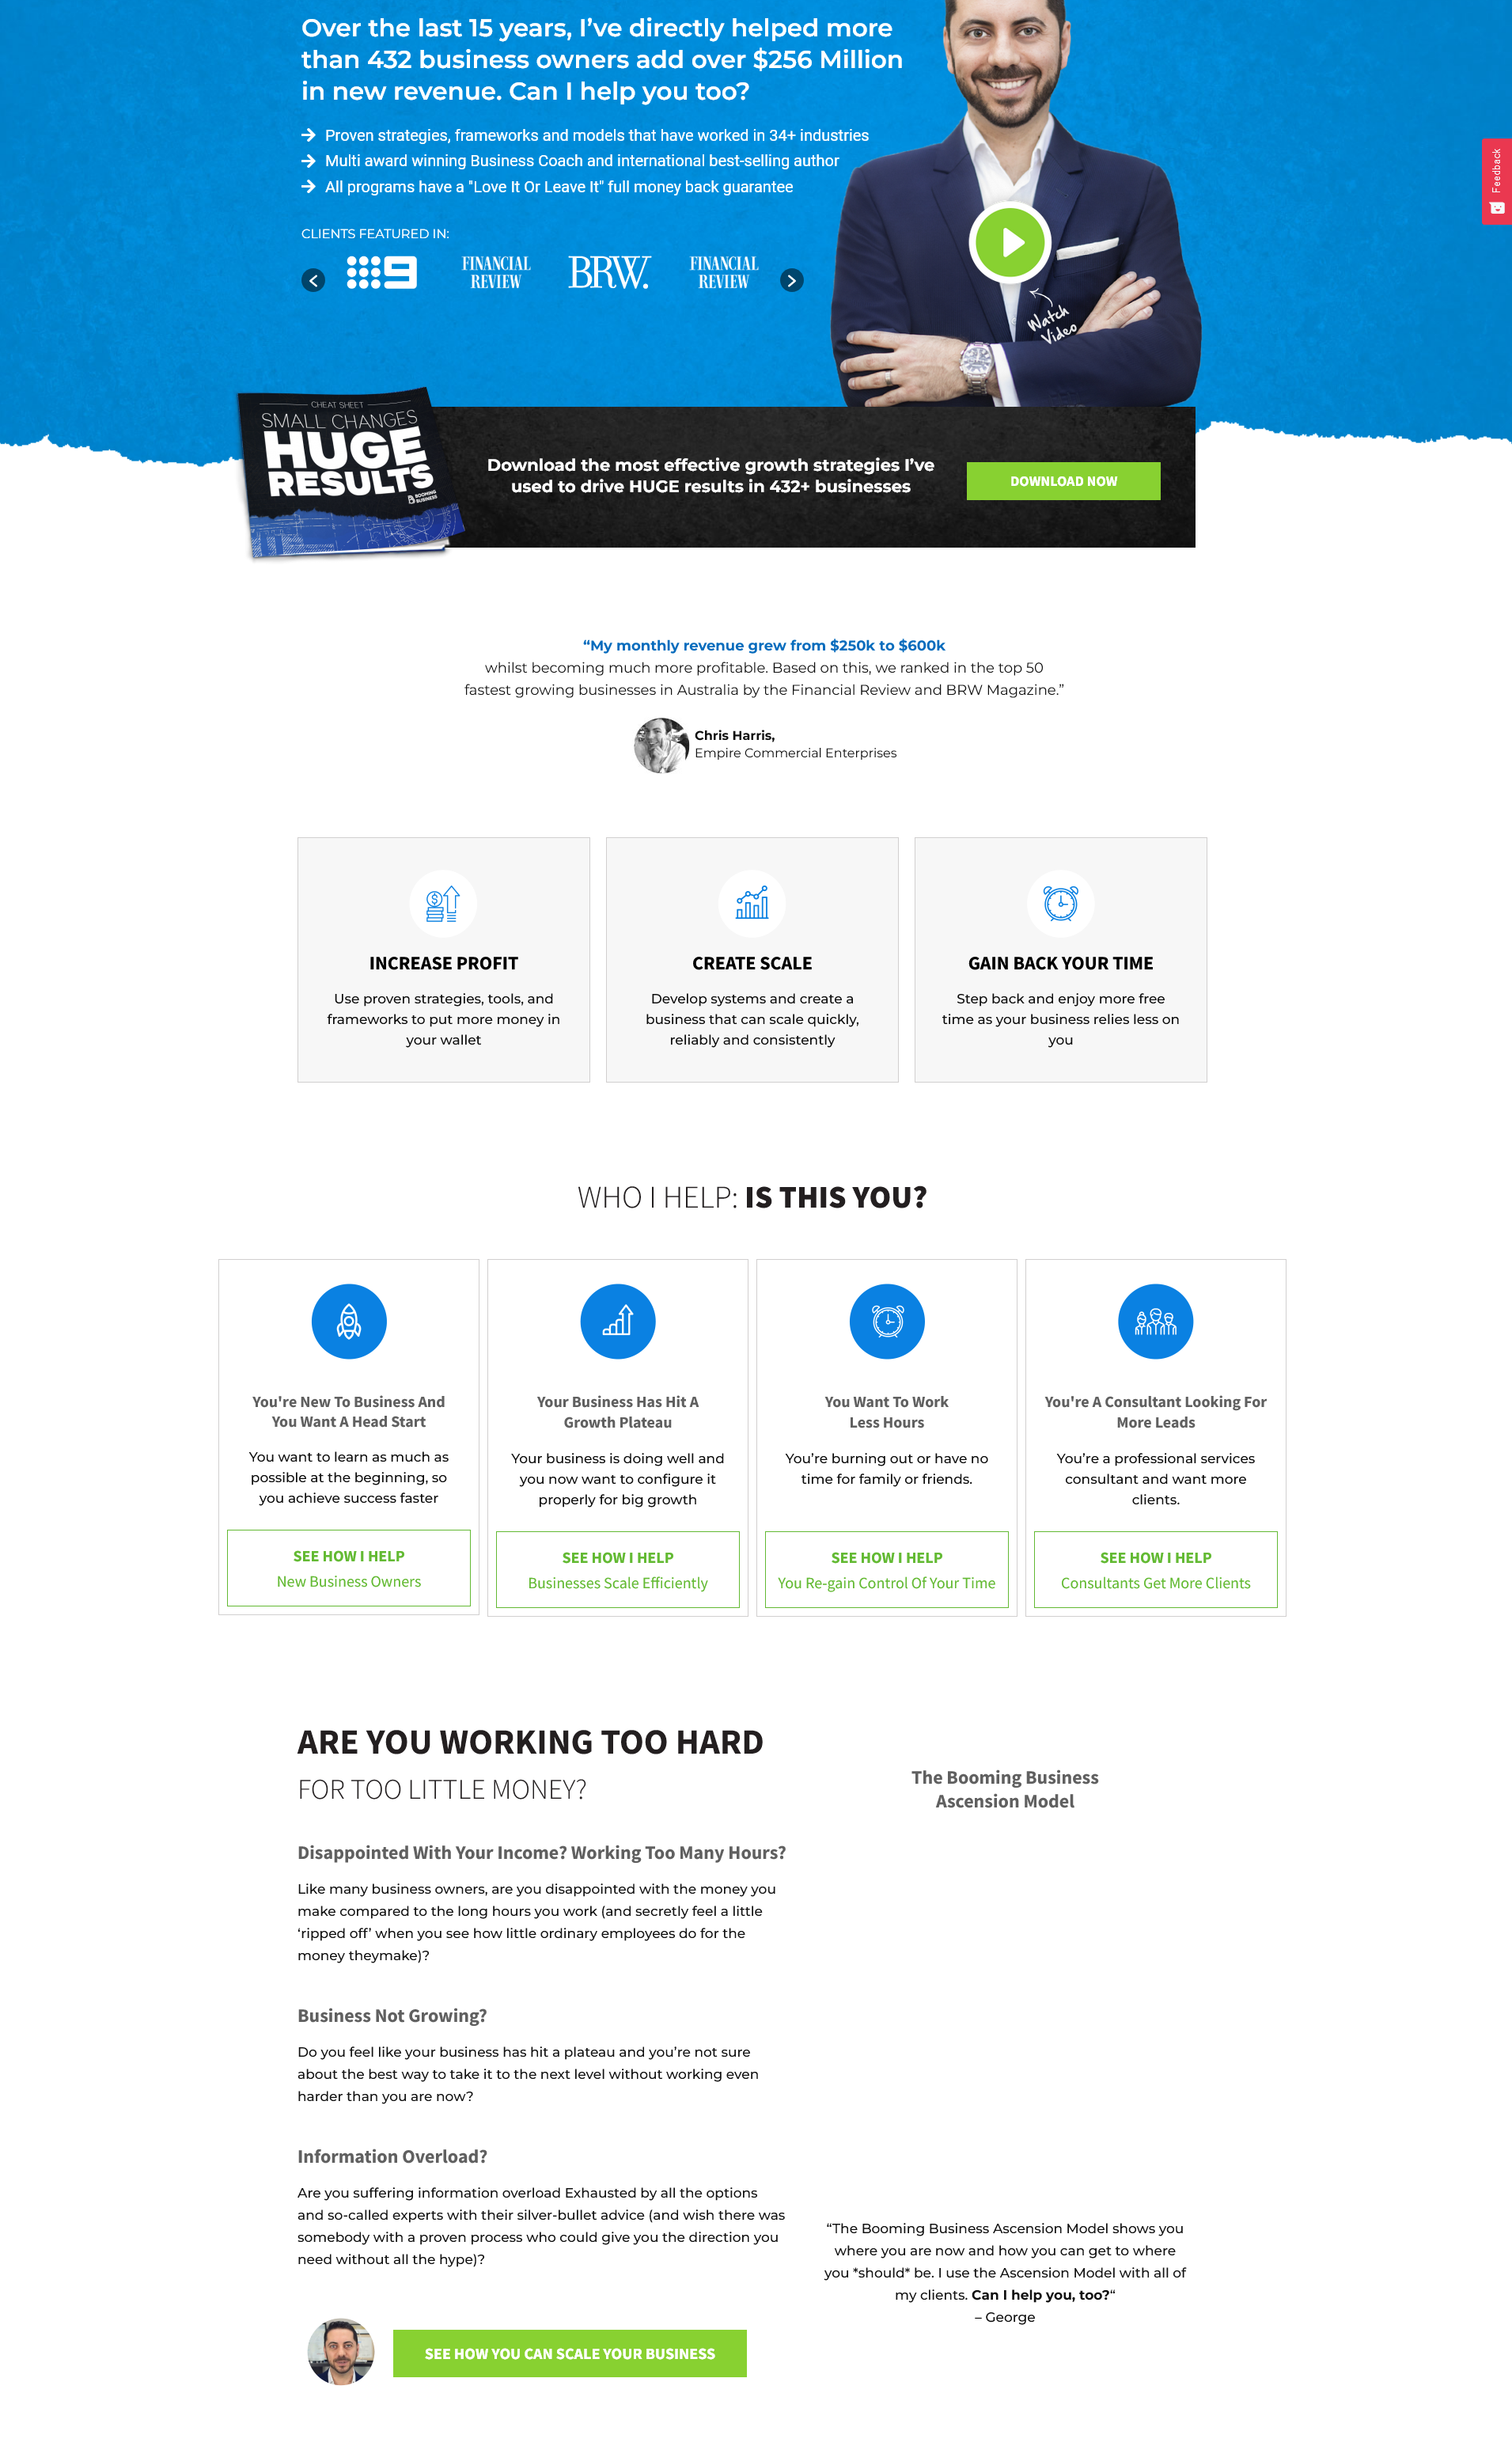 Over the last 15 years, I’ve directly helped more
than 432 business owners add over $256 Million
in new revenue. Can I help you too?
Proven strategies, frameworks and models that have worked in 34+ industries
Multi award winning Business Coach and international best-selling author
All programs have a "Love It Or Leave It" full money back guarantee
Feedback
CLIENTS FEATURED IN:
9
FINANCIAL
REVIEW
BRW.
FINANCIAL
REVIEW
Watch
Video
CHEAT SHEET
SMALL CHANGES
HUGE
RESULTS
BOOMING
BUSINESS
Download the most effective growth strategies I’ve
used to drive HUGE results in 432+ businesses
DOWNLOAD NOW
“My monthly revenue grew from $250k to $600k
whilst becoming much more profitable. Based on this, we ranked in the top 50
fastest growing businesses in Australia by the Financial Review and BRW Magazine.”
Chris Harris,
Empire Commercial Enterprises
INCREASE PROFIT
Use proven strategies, tools, and
frameworks to put more money in
your wallet
CREATE SCALE
Develop systems and create a
business that can scale quickly,
reliably and consistently
GAIN BACK YOUR TIME
Step back and enjoy more free
time as your business relies less on
you
WHO I HELP: IS THIS YOU?
You're New To Business And
You Want A Head Start
You want to learn as much as
possible at the beginning, so
you achieve success faster
SEE HOW I HELP
New Business Owners
Your Business Has Hit A
Growth Plateau
Your business is doing well and
you now want to configure it
properly for big growth
SEE HOW I HELP
Businesses Scale Efficiently
You Want To Work
Less Hours
You’re burning out or have no
time for family or friends.
SEE HOW I HELP
You Re-gain Control Of Your Time
You're A Consultant Looking For
More Leads
You’re a professional services
consultant and want more
clients.
SEE HOW I HELP
Consultants Get More Clients
ARE YOU WORKING TOO HARD
FOR TOO LITTLE MONEY?
Disappointed With Your Income? Working Too Many Hours?
Like many business owners, are you disappointed with the money you
make compared to the long hours you work (and secretly feel a little
‘ripped off’ when you see how little ordinary employees do for the
money theymake)?
Business Not Growing?
Do you feel like your business has hit a plateau and you’re not sure
about the best way to take it to the next level without working even
harder than you are now?
Information Overload?
Are you suffering information overload Exhausted by all the options
and so-called experts with their silver-bullet advice (and wish there was
somebody with a proven process who could give you the direction you
need without all the hype)?
SEE HOW YOU CAN SCALE YOUR BUSINESS
The Booming Business
Ascension Model
“The Booming Business Ascension Model shows you
where you are now and how you can get to where
you *should* be. I use the Ascension Model with all of
my clients. Can I help you, too?“
– George